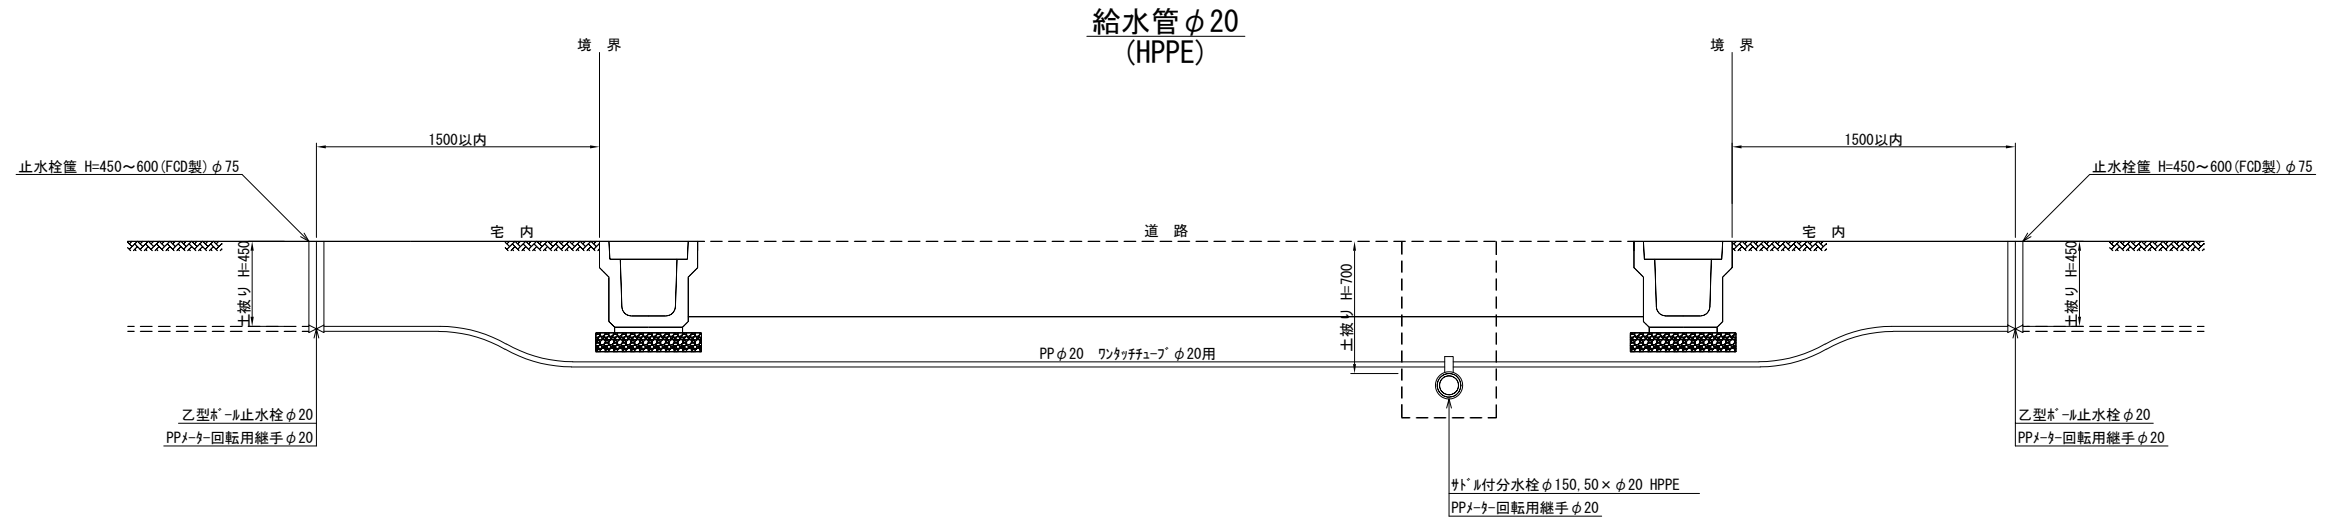 給水管φ20
(HPPE)
境 界
境 界
1500以内
1500以内
止水栓筐 H=450～600(FCD製)φ75
止水栓筐 H=450～600(FCD製)φ75
宅 内
道 路
宅 内
土被り H=450
土被り H=700
土被り H=450
PPφ20 ﾜﾝﾀｯﾁﾁｭｰﾌﾞφ20用
乙型ﾎﾞｰﾙ止水栓φ20
PPﾒｰﾀｰ回転用継手φ20
乙型ﾎﾞｰﾙ止水栓φ20
PPﾒｰﾀｰ回転用継手φ20
ｻﾄﾞﾙ付分水栓φ150,50×φ20 HPPE
PPﾒｰﾀｰ回転用継手φ20